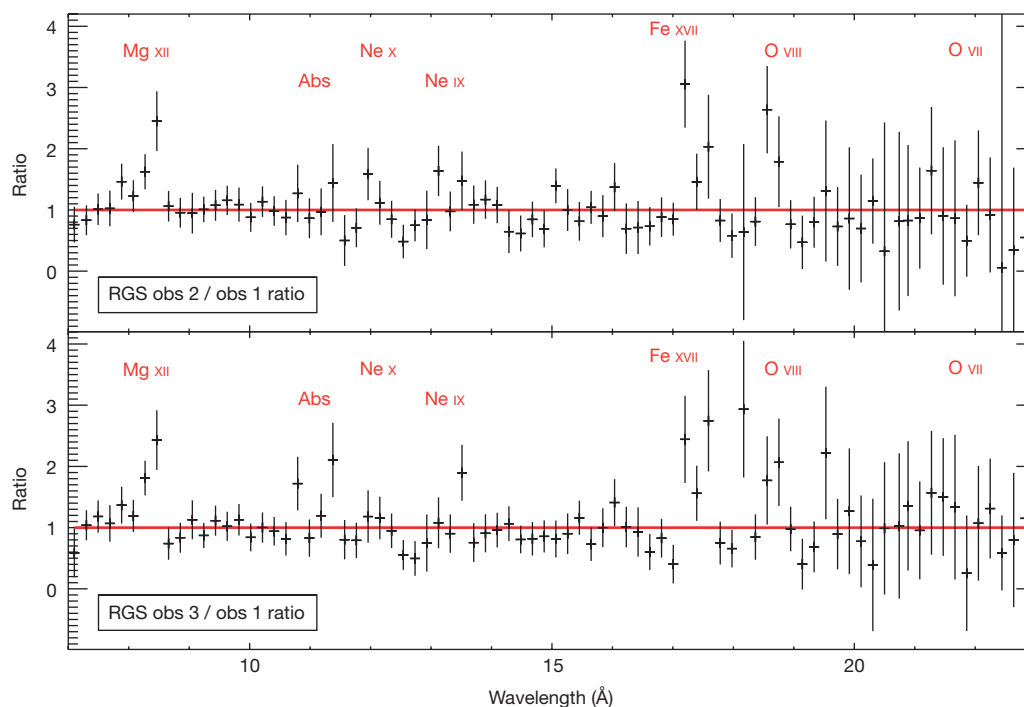 4
3
2
1
0
Ratio
Mg XII
Abs
Ne X
Ne IX
Fe XVII
O VIII
O VII
RGS obs 2 / obs 1 ratio
4
3
2
1
0
Ratio
Mg XII
Abs
Ne X
Ne IX
Fe XVII
O VIII
O VII
RGS obs 3 / obs 1 ratio
10 15 20
Wavelength (Å)